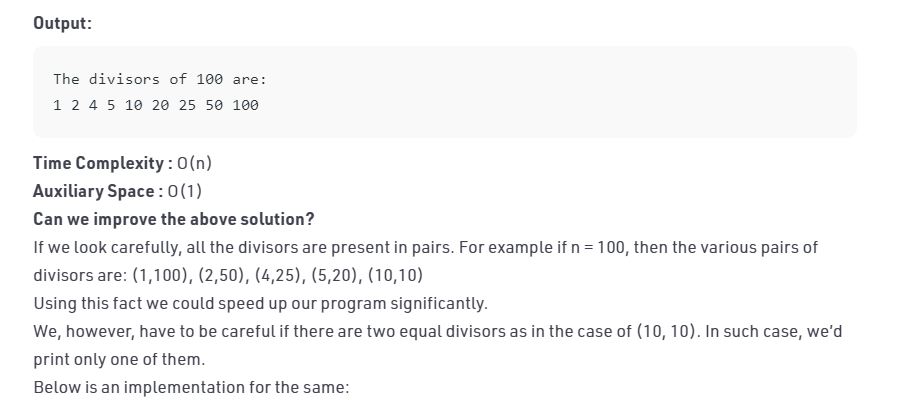 Output:
The divisors of 100 are:
1 2 4 5 10 20 25 50 100
Time Complexity : O(n)
Auxiliary Space : O(1)
Can we improve the above solution?
If we look carefully, all the divisors are present in pairs. For example if n = 100, then the various pairs of
divisors are: (1,100), (2,50), (4,25), (5,20), (10,10)
Using this fact we could speed up our program significantly.
We, however, have to be careful if there are two equal divisors as in the case of (10, 10). In such case, we’d
print only one of them.
Below is an implementation for the same: